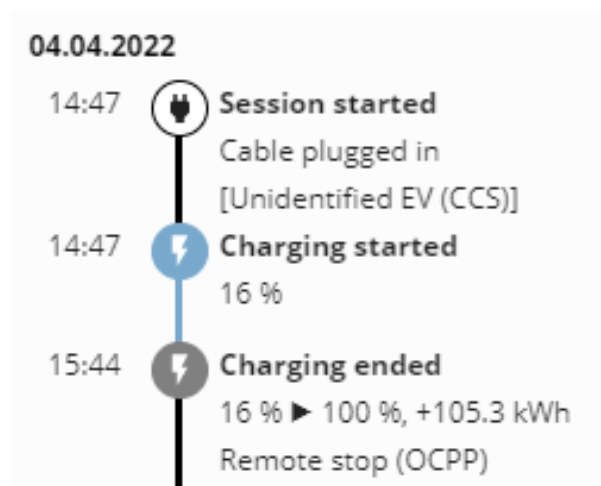 04.04.2022
14:47 Session started
Cable plugged in
[Unidentified EV (CCS)]
14:47 Charging started
16 %
15:44 Charging ended
16 % ▶ 100 %, +105.3 kWh
Remote stop (OCPP)